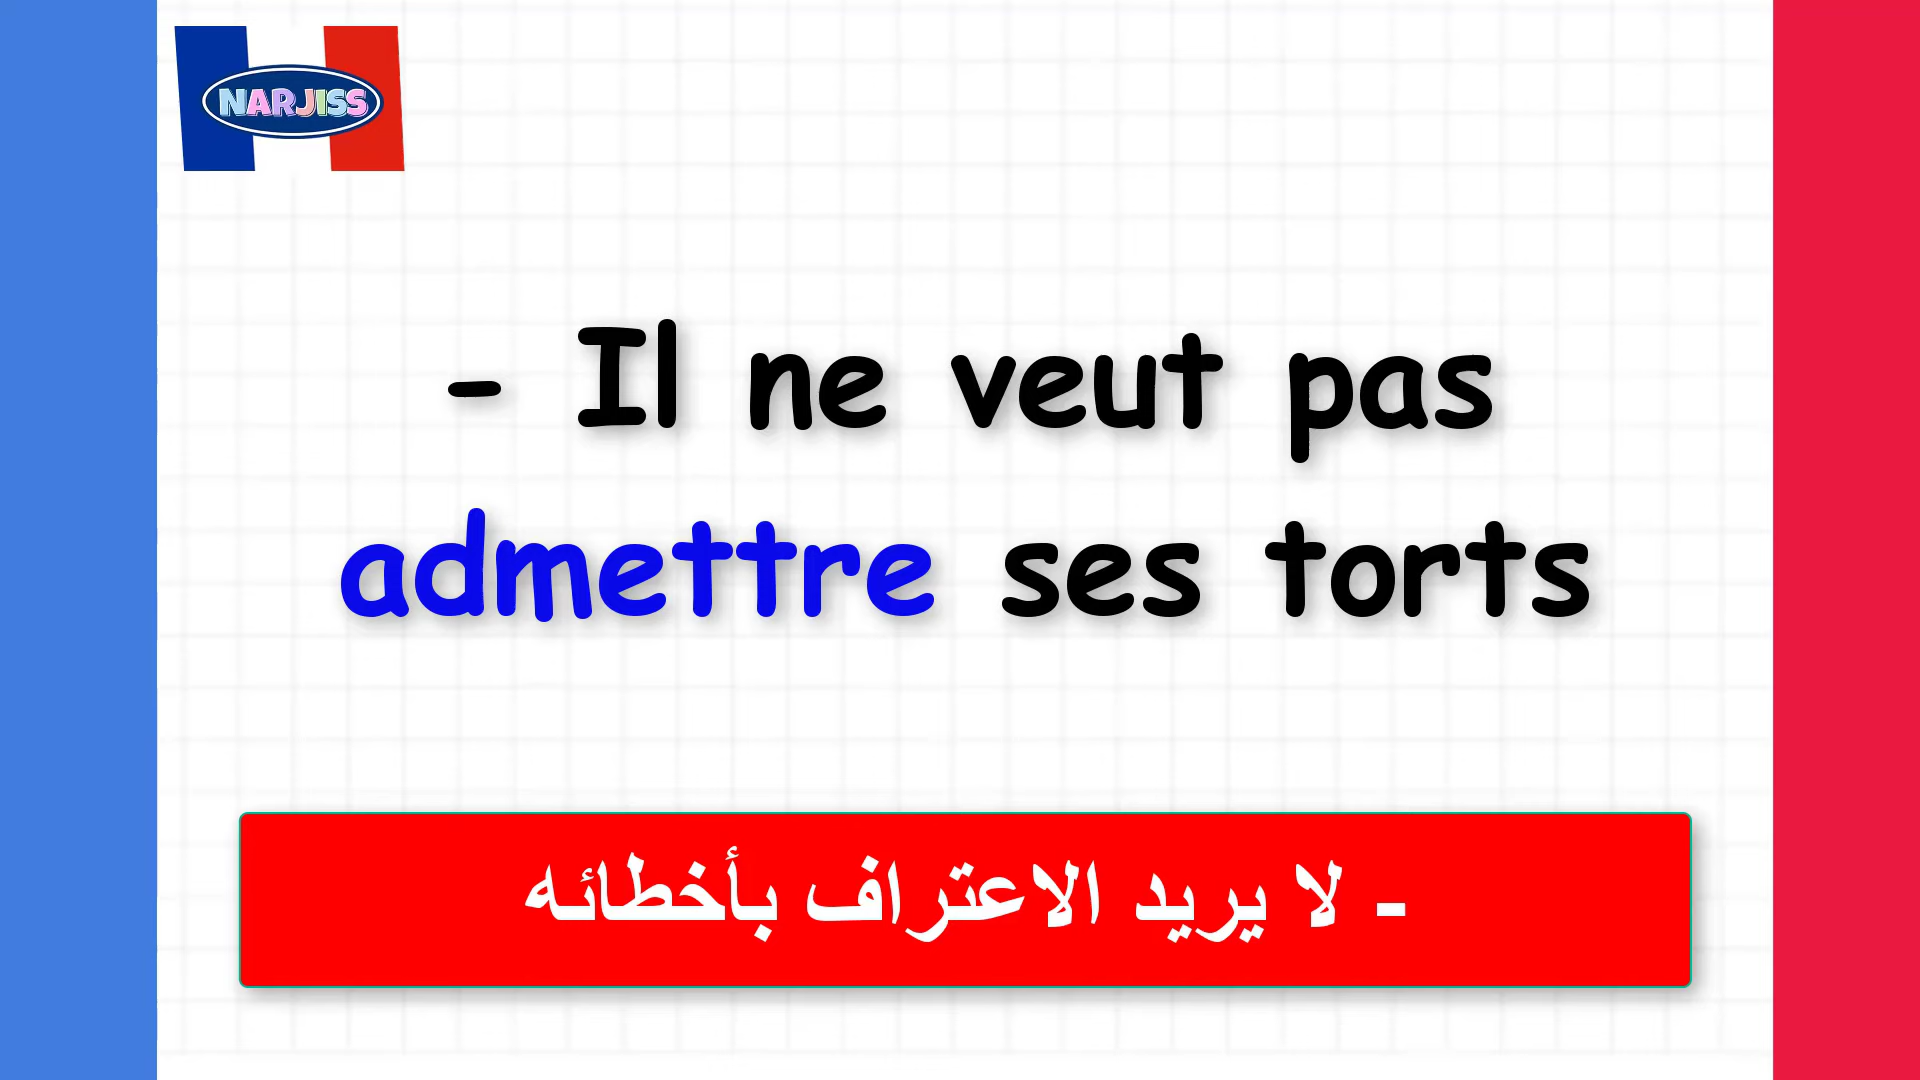 NARJISS
- Il ne veut pas
admettre ses torts
- لا يريد الاعتراف بأخطائه